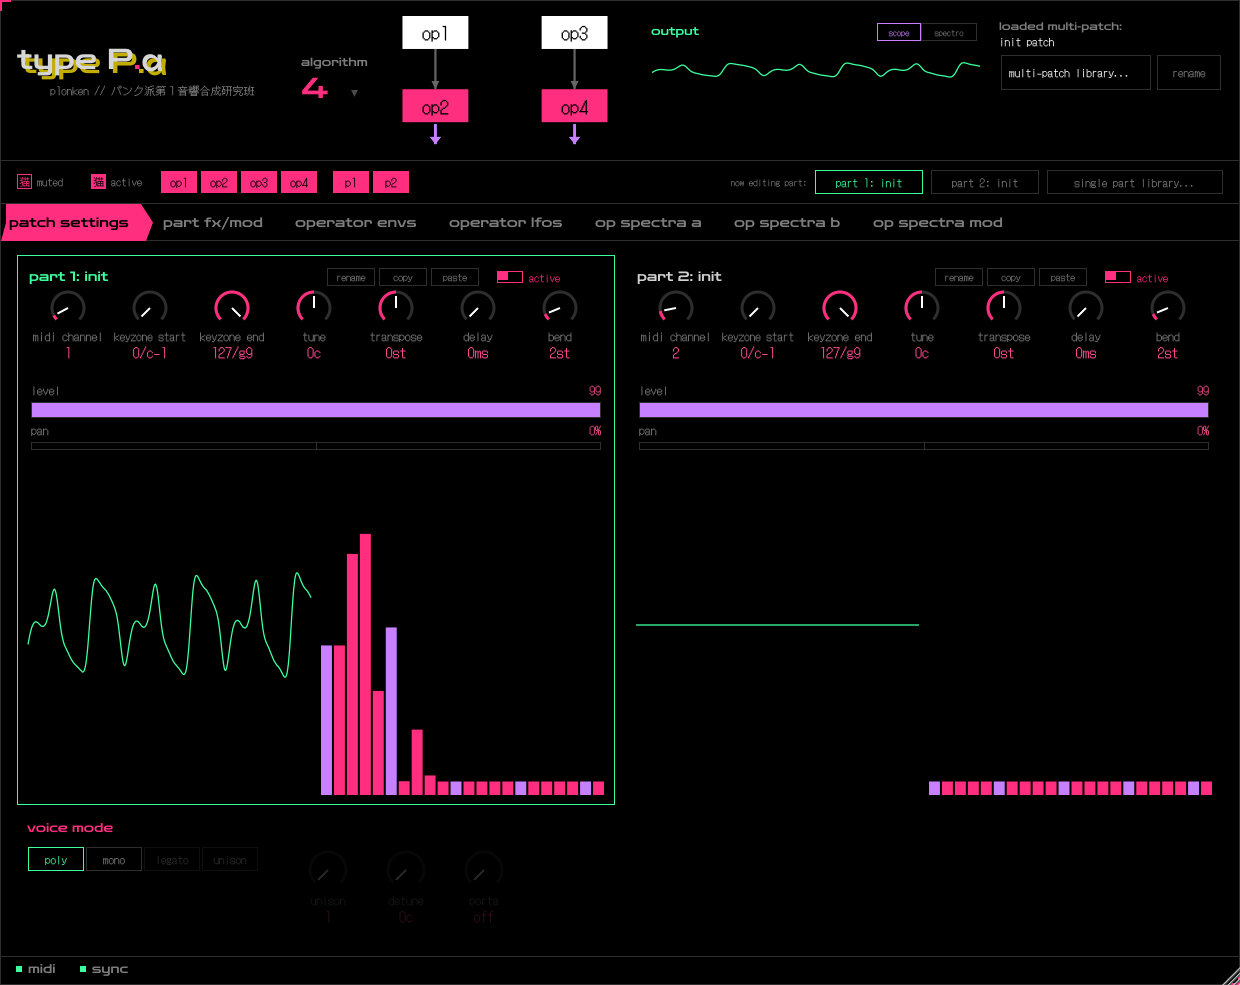 type P.a
plonken // パンク派第1音響合成研究班
algorithm
4
op1
op3
op2
op4
output
scope
spectro
loaded multi-patch:
init patch
multi-patch library...
rename
猫 muted
猫 active
op1
op2
op3
op4
p1
p2
now editing part:
part 1: init
part 2: init
single part library...
patch settings
part fx/mod
operator envs
operator lfos
op spectra a
op spectra b
op spectra mod
part 1: init
rename
copy
paste
active
midi channel
keyzone start
keyzone end
tune
transpose
delay
bend
1
0/c-1
127/g9
0c
0st
0ms
2st
level
99
pan
0%
part 2: init
rename
copy
paste
active
midi channel
keyzone start
keyzone end
tune
transpose
delay
bend
2
0/c-1
127/g9
0c
0st
0ms
2st
level
99
pan
0%
voice mode
poly
mono
legato
unison
unison
detune
porta
1
0c
off
midi
sync